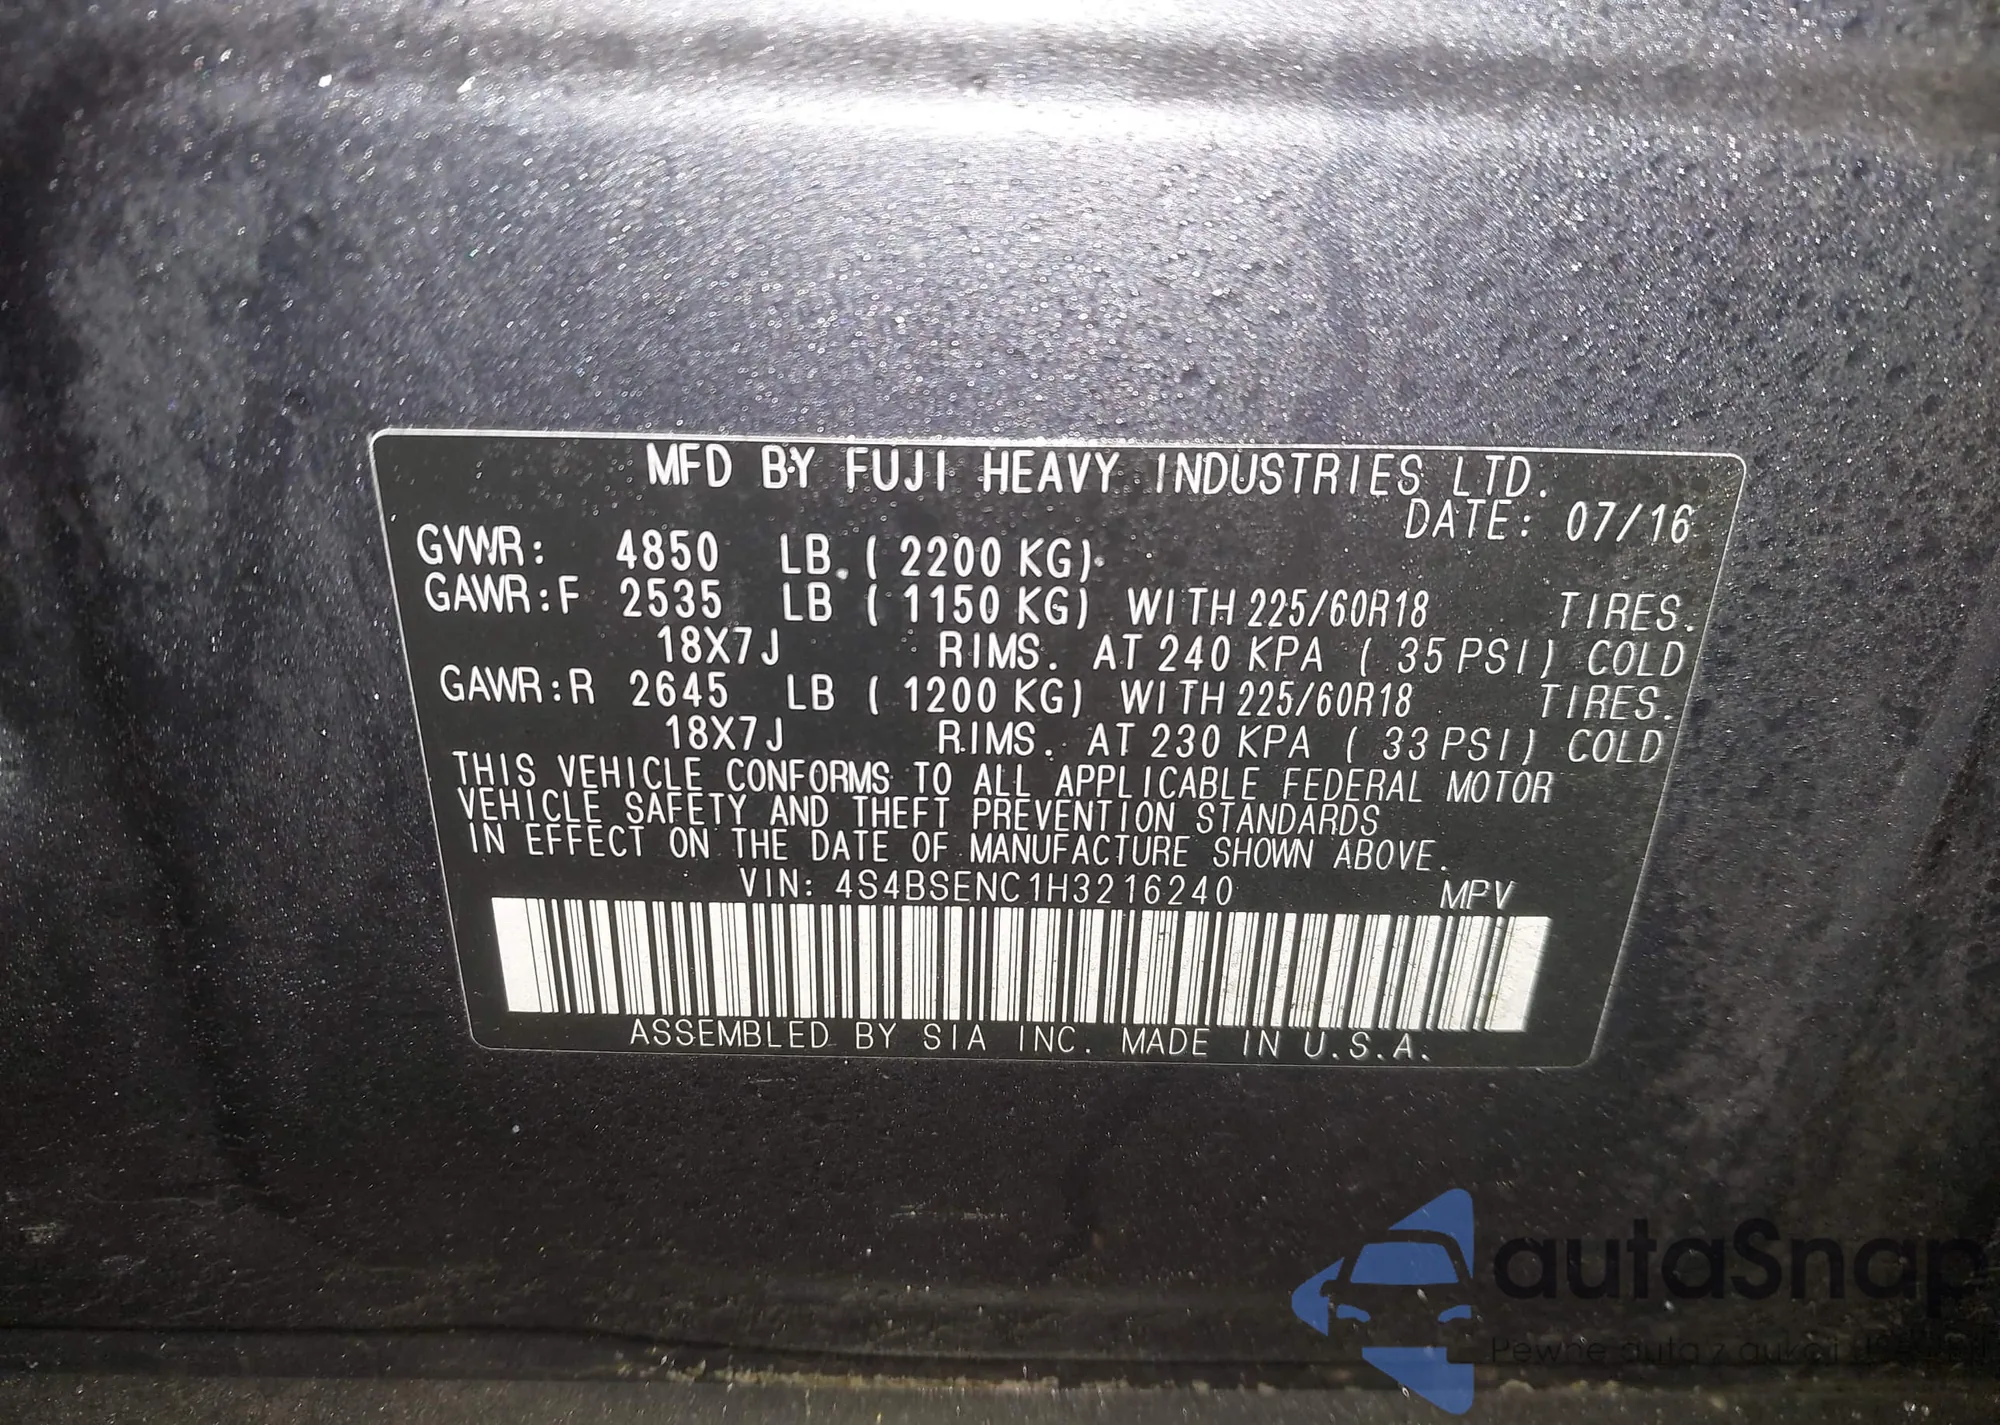 MFD BY FUJI HEAVY INDUSTRIES LTD.
DATE: 07/16
GVWR: 4850 LB. ( 2200 KG)
GAWR:F 2535 LB ( 1150 KG) WITH 225/60R18 TIRES.
18X7J RIMS. AT 240 KPA ( 35 PSI) COLD
GAWR:R 2645 LB ( 1200 KG) WITH 225/60R18 TIRES.
18X7J RIMS. AT 230 KPA ( 33 PSI) COLD
THIS VEHICLE CONFORMS TO ALL APPLICABLE FEDERAL MOTOR
VEHICLE SAFETY AND THEFT PREVENTION STANDARDS
IN EFFECT ON THE DATE OF MANUFACTURE SHOWN ABOVE.
VIN: 4S4BSENC1H3216240 MPV
ASSEMBLED BY SIA INC. MADE IN U.S.A.
autaSnap
Pewne auta z aukcji